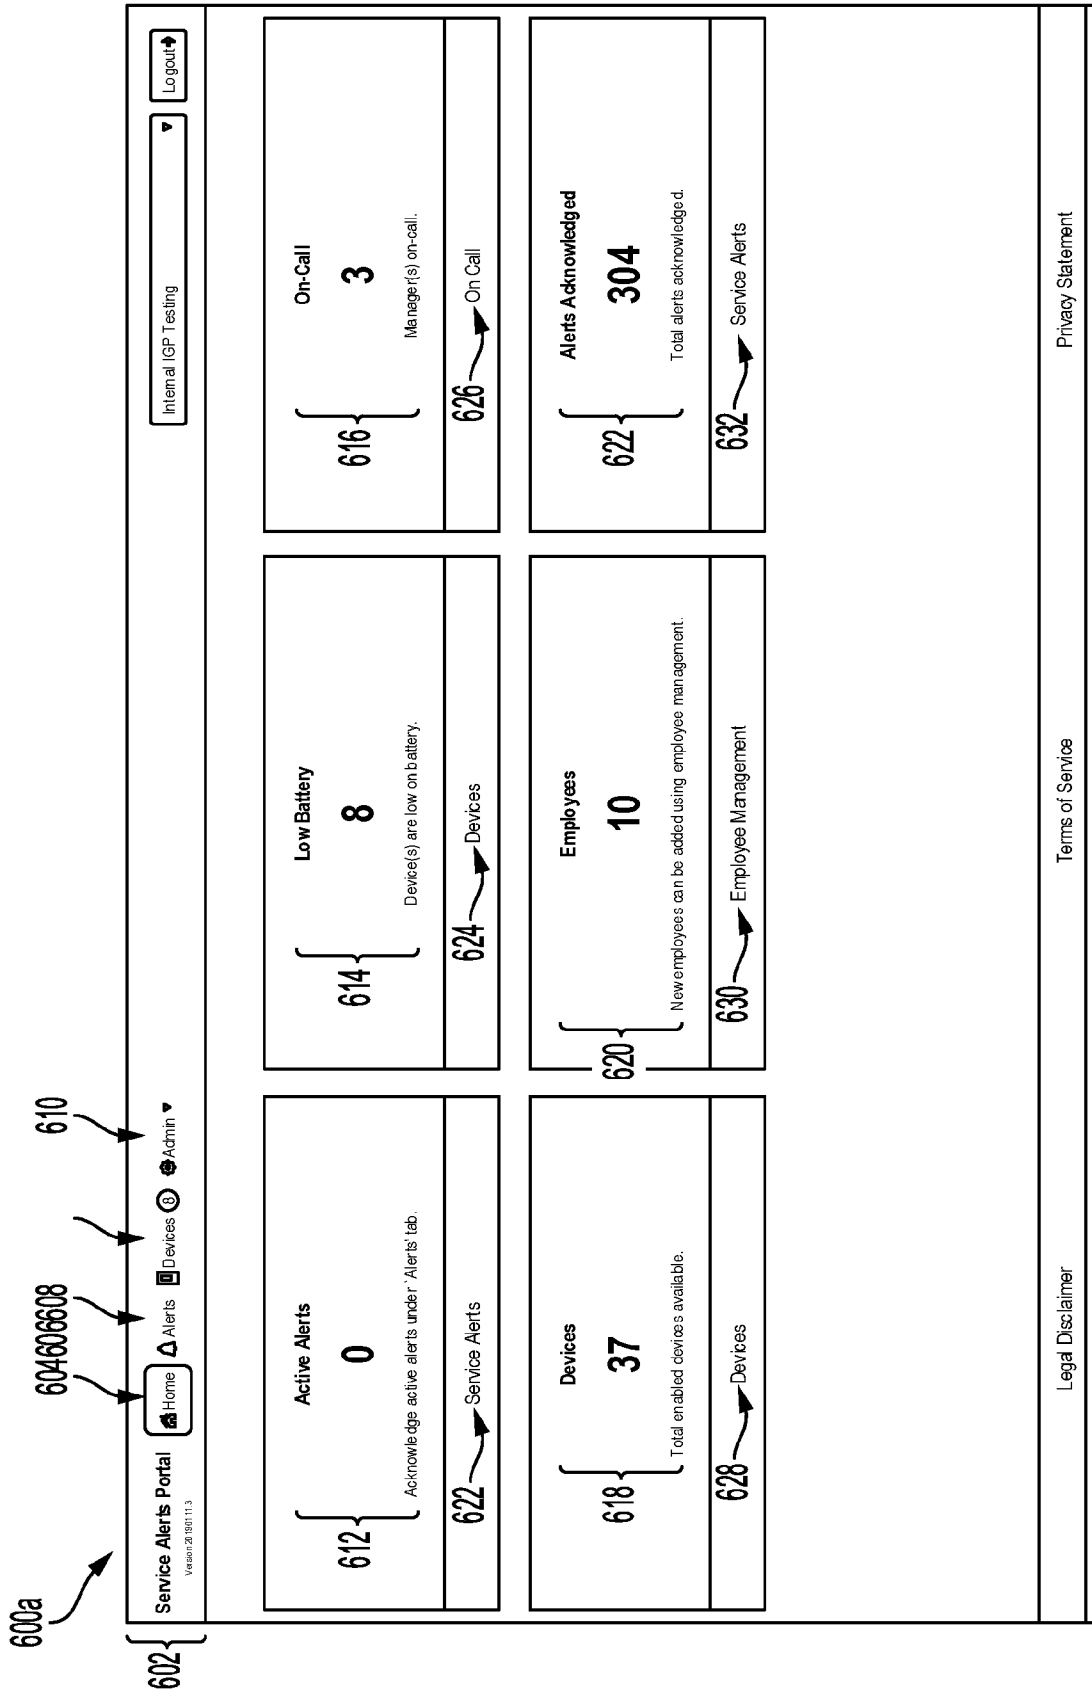 600a
604606608
610
602
Service Alerts Portal
Version 20190111.3
Home
Alerts
Devices 8
Admin
Internal IGP Testing
Logout
612
Active Alerts
0
Acknowledge active alerts under `Alerts' tab.
622 Service Alerts
614
Low Battery
8
Device(s) are low on battery.
624 Devices
616
On-Call
3
Manager(s) on-call.
626 On Call
618
Devices
37
Total enabled devices available.
628 Devices
620
Employees
10
New employees can be added using employee management.
630 Employee Management
622
Alerts Acknowledged
304
Total alerts acknowledged.
632 Service Alerts
Legal Disclaimer
Terms of Service
Privacy Statement